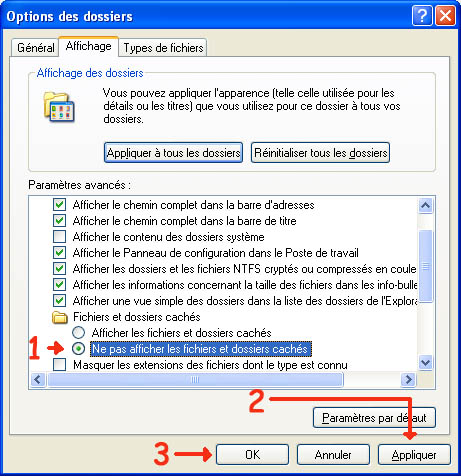 Options des dossiers
Général
Affichage
Types de fichiers
Affichage des dossiers
Vous pouvez appliquer l'apparence (telle celle utilisée pour les
détails ou les titres) que vous utilisez pour ce dossier à tous vos
dossiers.
Appliquer à tous les dossiers
Réinitialiser tous les dossiers
Paramètres avancés :
Afficher le chemin complet dans la barre d'adresses
Afficher le chemin complet dans la barre de titre
Afficher le contenu des dossiers système
Afficher le Panneau de configuration dans le Poste de travail
Afficher les dossiers et les fichiers NTFS cryptés ou compressés en coule
Afficher les informations concernant la taille des fichiers dans les info-bulle
Afficher une vue simple des dossiers dans la liste des dossiers de l'Explora
Fichiers et dossiers cachés
Afficher les fichiers et dossiers cachés
1
Ne pas afficher les fichiers et dossiers cachés
Masquer les extensions des fichiers dont le type est connu
2
Paramètres par défaut
3
OK
Annuler
Appliquer